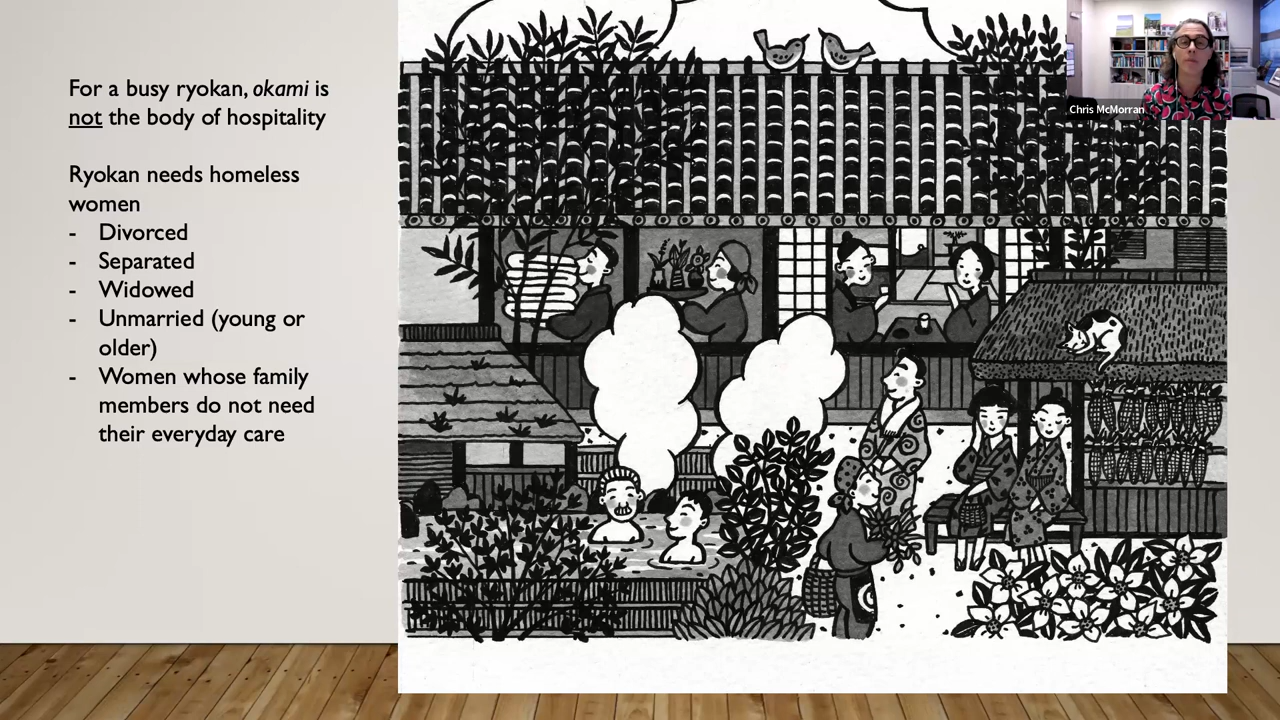 For a busy ryokan, okami is
not the body of hospitality
Ryokan needs homeless
women
- Divorced
- Separated
- Widowed
- Unmarried (young or
older)
- Women whose family
members do not need
their everyday care
Chris McMorran